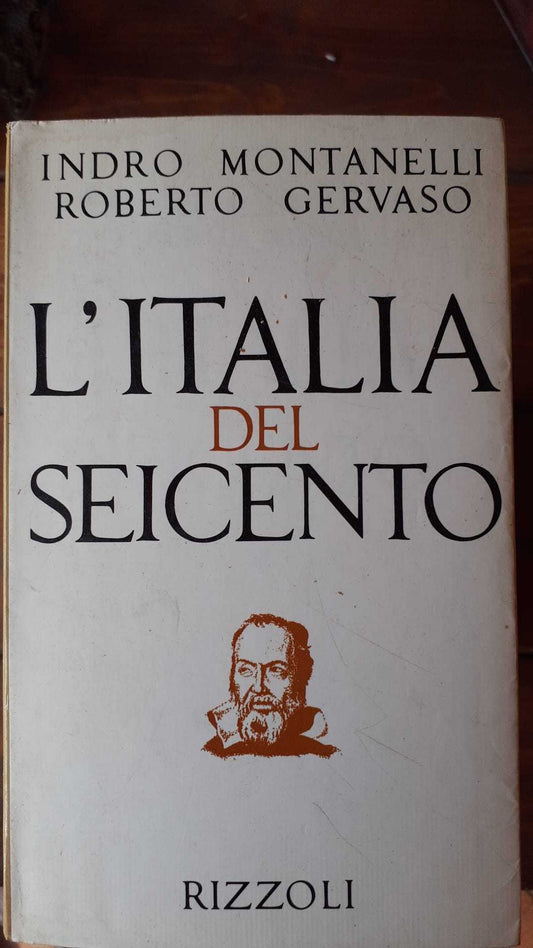 INDRO MONTANELLI
ROBERTO GERVASO
L'ITALIA
DEL
SEICENTO
RIZZOLI